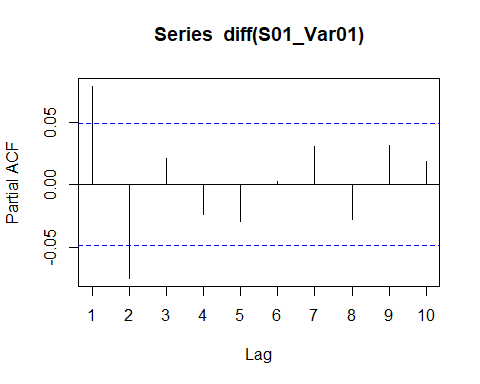 Series diff(S01_Var01)
Partial ACF
0.05
0.00
-0.05
1 2 3 4 5 6 7 8 9 10
Lag